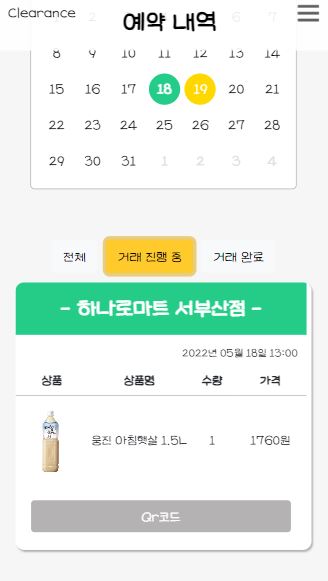 Clearance
예약 내역
2
7
8 9 10 11 12 13 14
15 16 17 18 19 20 21
22 23 24 25 26 27 28
29 30 31 1 2 3 4
전체 거래 진행 중 거래 완료
- 하나로마트 서부산점 -
2022년 05월 18일 13:00
상품 상품명 수량 가격
웅진 아침햇살 1.5L 1 1760원
Qr코드